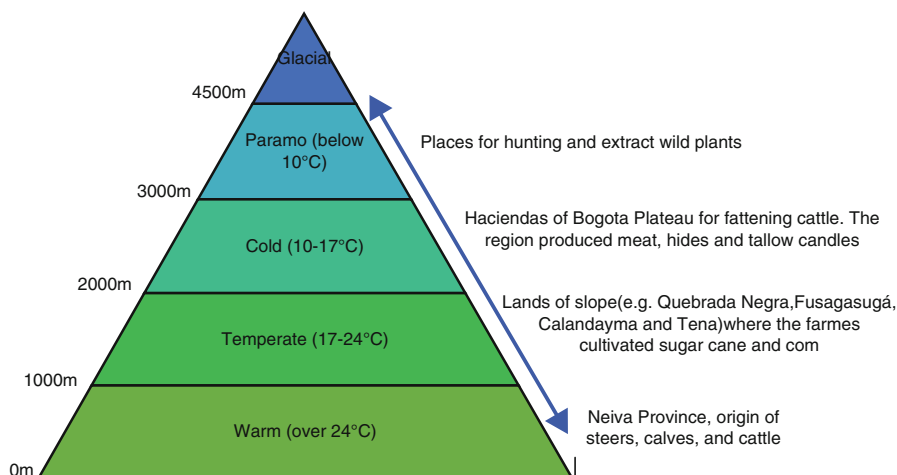 Glacial
4500m
Paramo (below
10°C)
Places for hunting and extract wild plants
3000m
Cold (10-17°C)
Haciendas of Bogota Plateau for fattening cattle. The
region produced meat, hides and tallow candles
2000m
Temperate (17-24°C)
Lands of slope(e.g. Quebrada Negra,Fusagasugá,
Calandayma and Tena)where the farmes
cultivated sugar cane and com
1000m
Warm (over 24°C)
Neiva Province, origin of
steers, calves, and cattle
0m